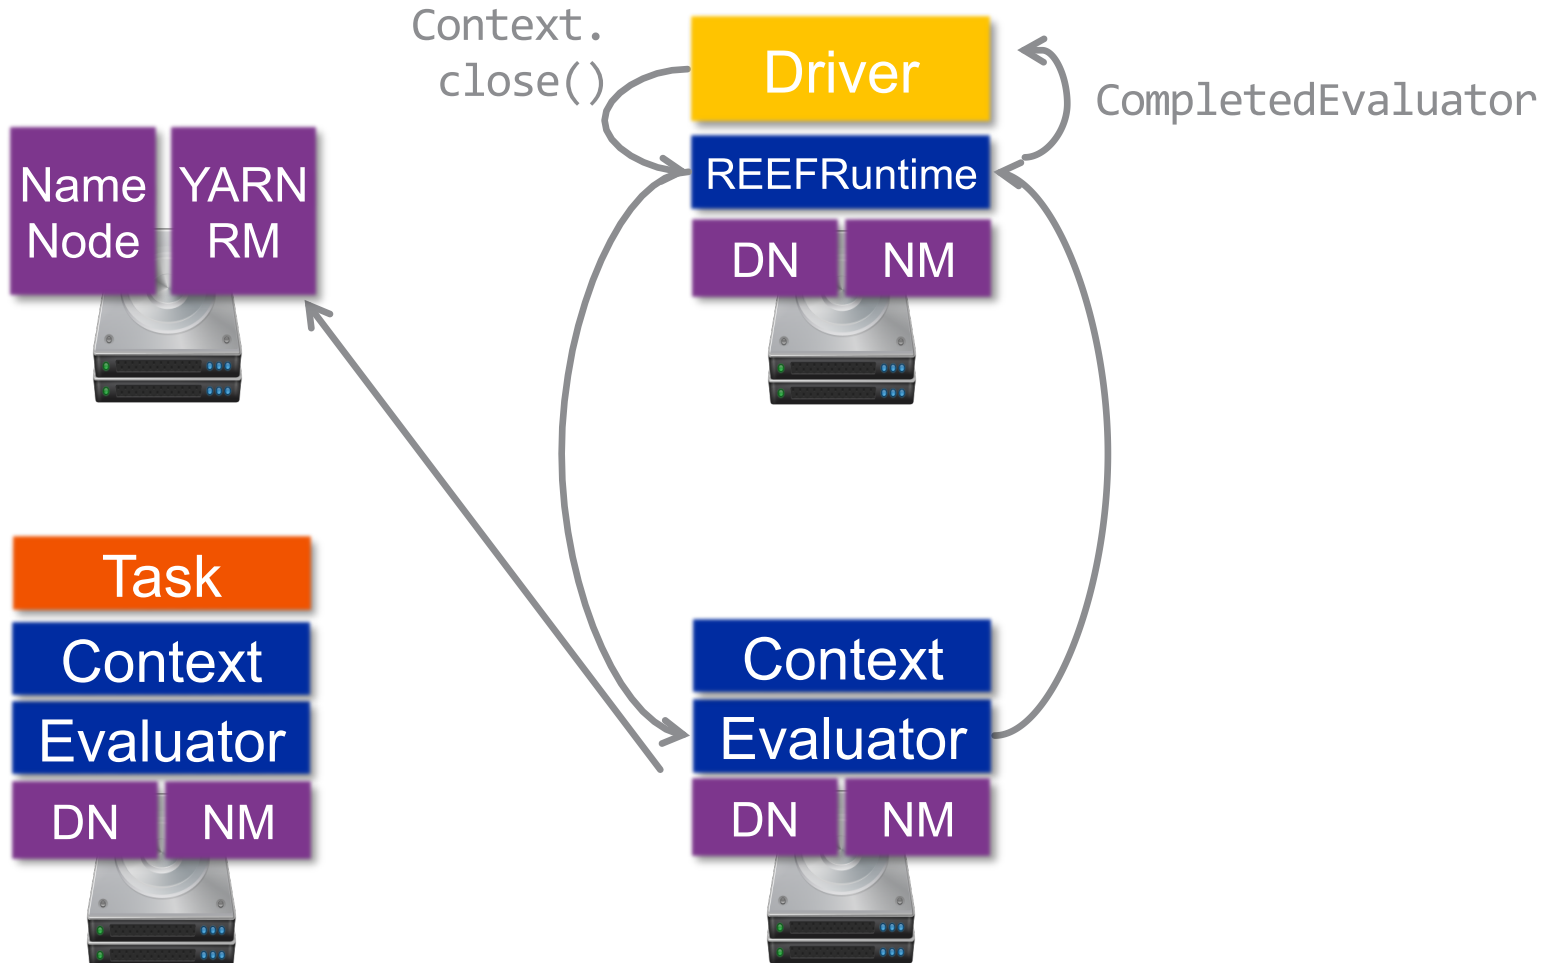 Context.
close()
Driver
CompletedEvaluator
REEFRuntime
Name
Node
YARN
RM
DN
NM
Task
Context
Evaluator
DN
NM
Context
Evaluator
DN
NM